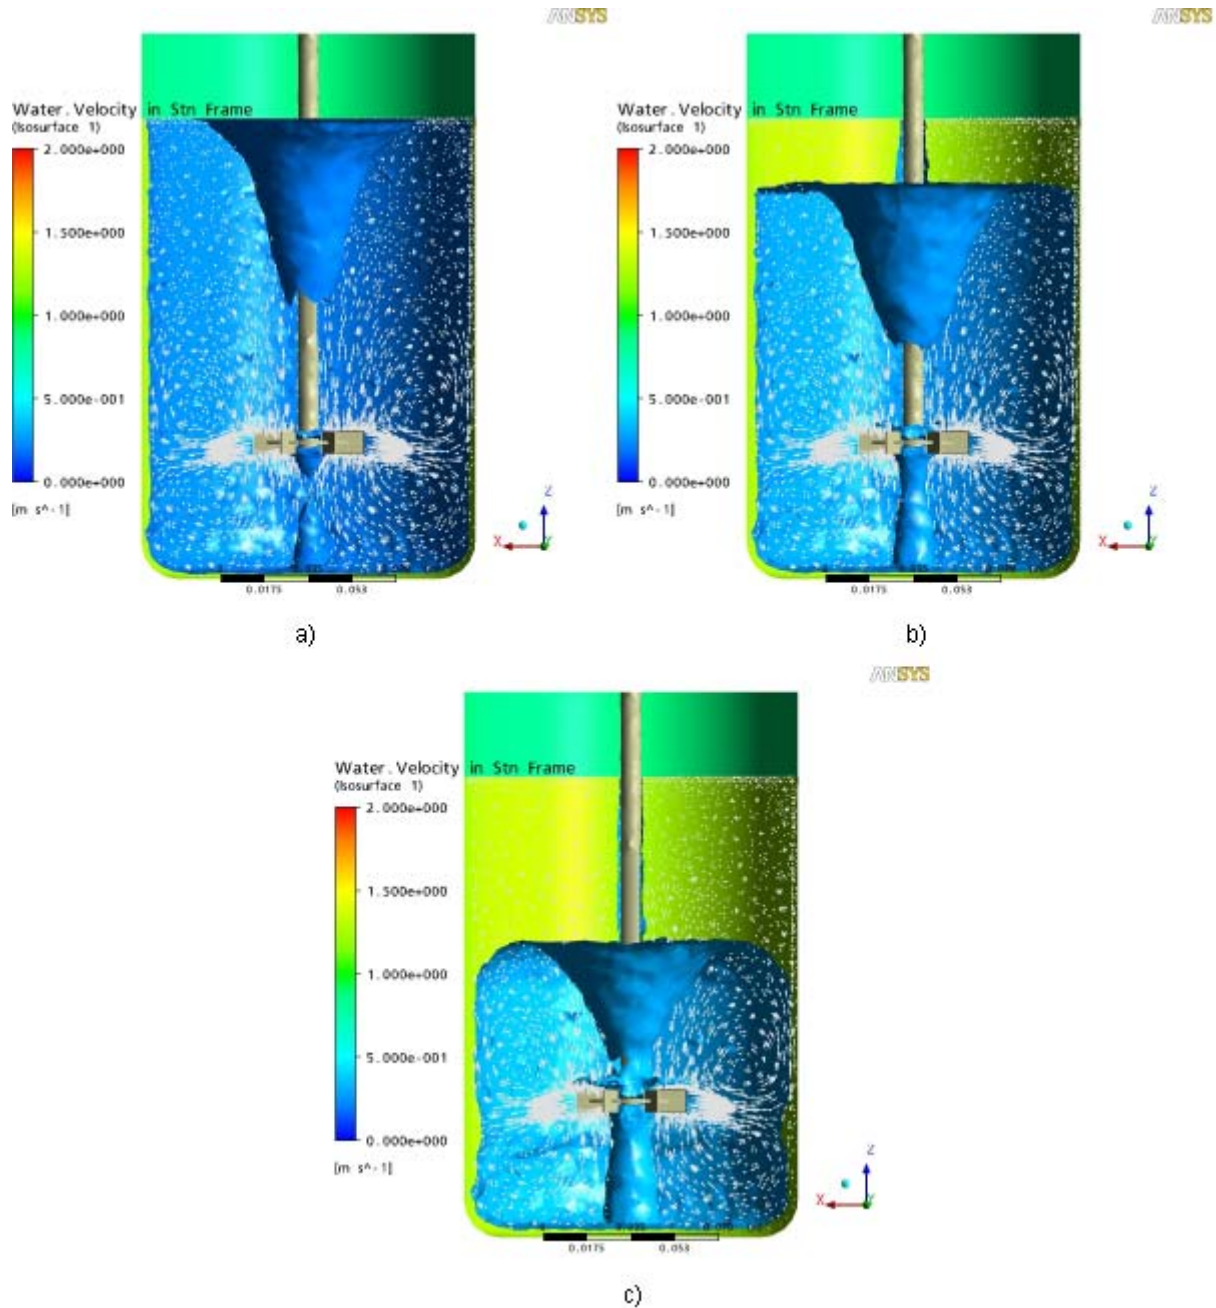 ANSYS
Water.Velocity in Stn Frame
(Isosurface 1)
2.000e+000
1.500e+000
1.000e+000
5.000e-001
0.000e+000
[m s^-1]
Z
X
Y
0.0175 0.053
a)
ANSYS
Water.Velocity in Stn Frame
(Isosurface 1)
2.000e+000
1.500e+000
1.000e+000
5.000e-001
0.000e+000
[m s^-1]
Z
X
Y
0.0175 0.053
b)
ANSYS
Water.Velocity in Stn Frame
(Isosurface 1)
2.000e+000
1.500e+000
1.000e+000
5.000e-001
0.000e+000
[m s^-1]
Z
X
Y
0.0175 0.053
c)